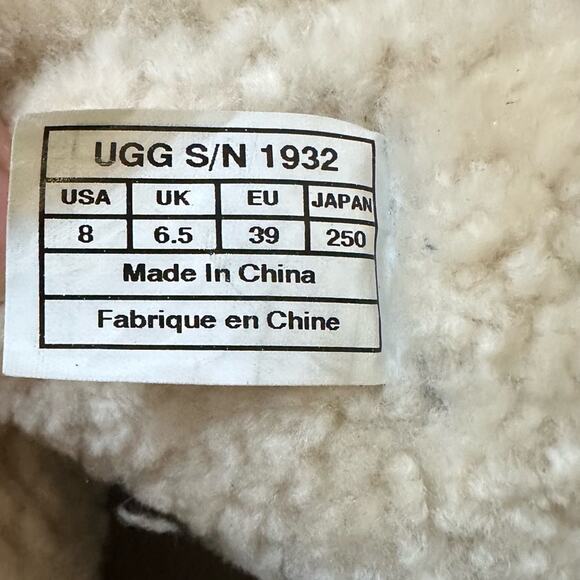 UGG S/N 1932
USA UK EU JAPAN
8 6.5 39 250
Made In China
Fabrique en Chine